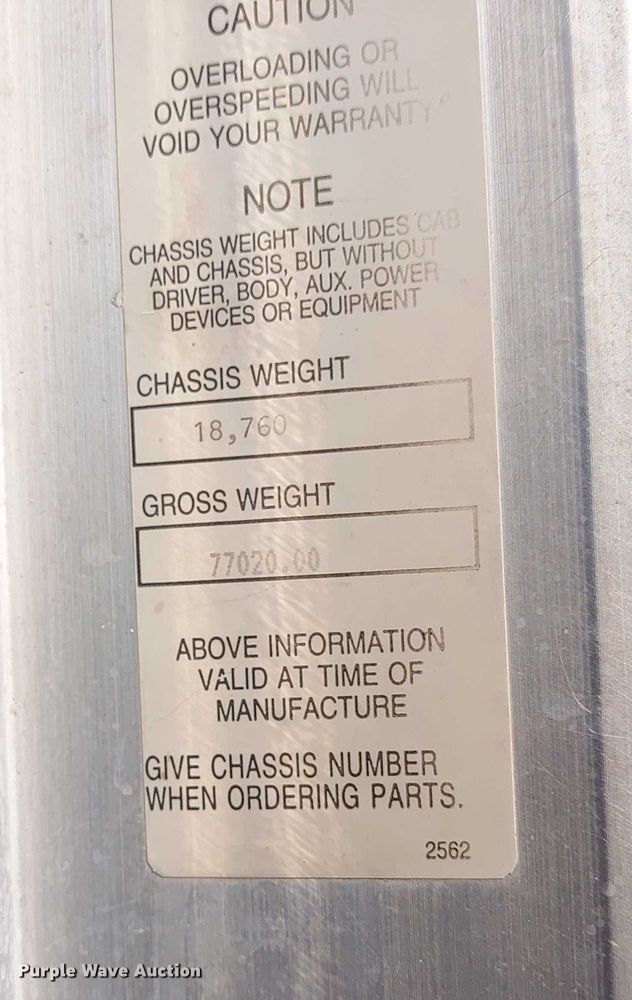 CAUTION
OVERLOADING OR
OVERSPEEDING WILL
VOID YOUR WARRANTY
NOTE
CHASSIS WEIGHT INCLUDES CAB
AND CHASSIS, BUT WITHOUT
DRIVER, BODY, AUX. POWER
DEVICES OR EQUIPMENT
CHASSIS WEIGHT
18,760
GROSS WEIGHT
77020.00
ABOVE INFORMATION
VALID AT TIME OF
MANUFACTURE
GIVE CHASSIS NUMBER
WHEN ORDERING PARTS.
2562
Purple Wave Auction